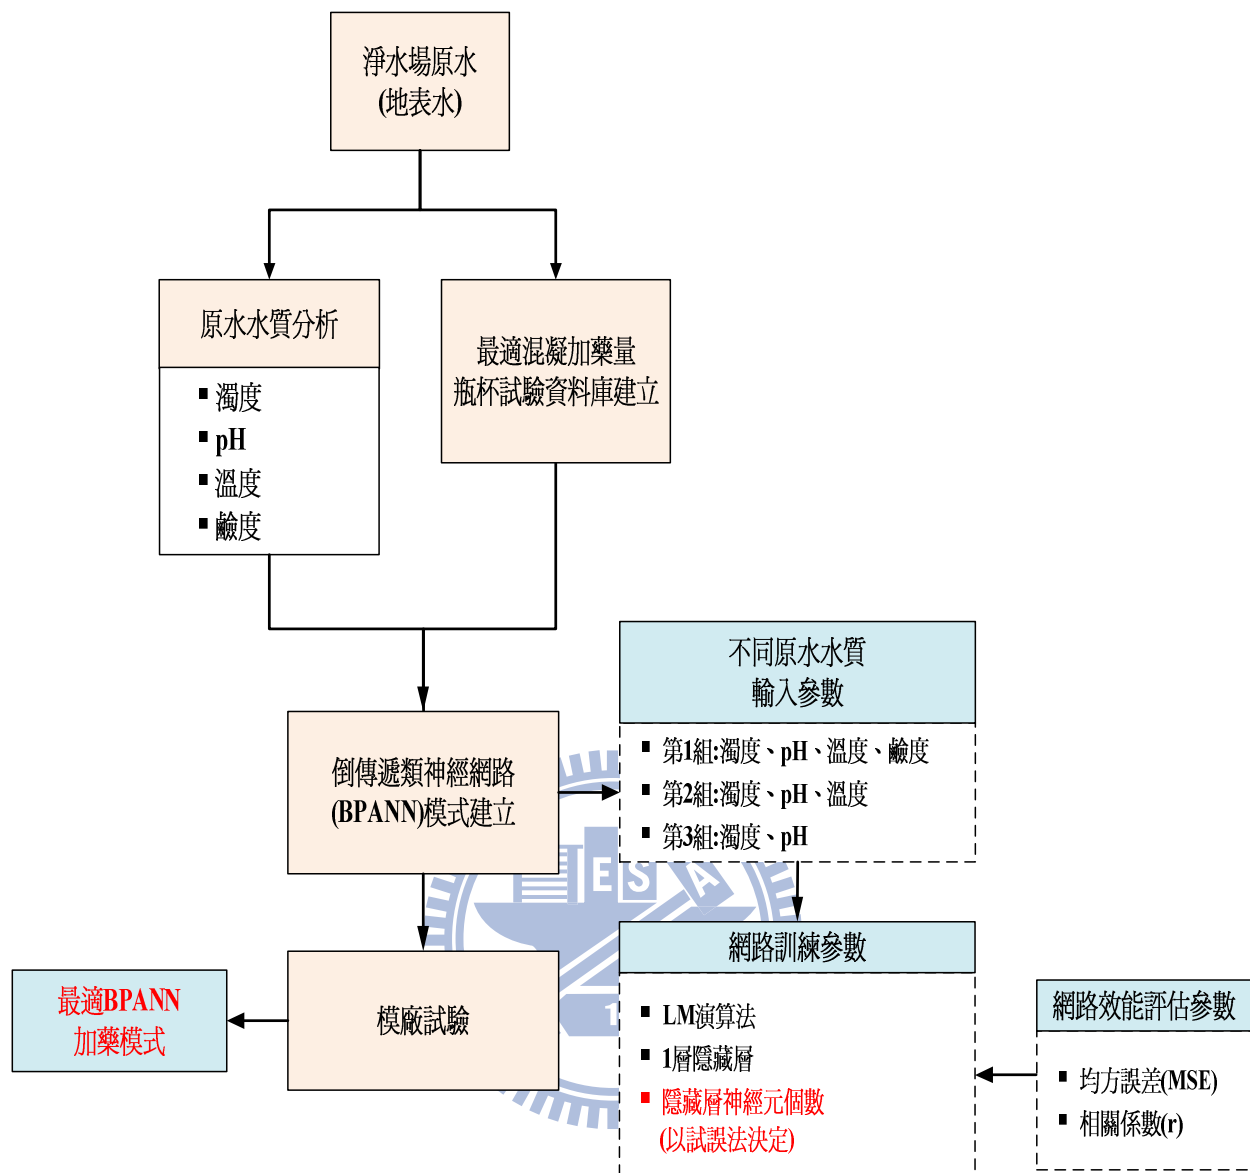 淨水場原水
(地表水)
原水水質分析
▪ 濁度
▪ pH
▪ 溫度
▪ 鹼度
最適混凝加藥量
瓶杯試驗資料庫建立
倒傳遞類神經網路
(BPANN)模式建立
不同原水水質
輸入參數
▪ 第1組:濁度、pH、溫度、鹼度
▪ 第2組:濁度、pH、溫度
▪ 第3組:濁度、pH
網路訓練參數
▪ LM演算法
▪ 1層隱藏層
▪ 隱藏層神經元個數
(以試誤法決定)
網路效能評估參數
▪ 均方誤差(MSE)
▪ 相關係數(r)
模廠試驗
最適BPANN
加藥模式
E S A
1